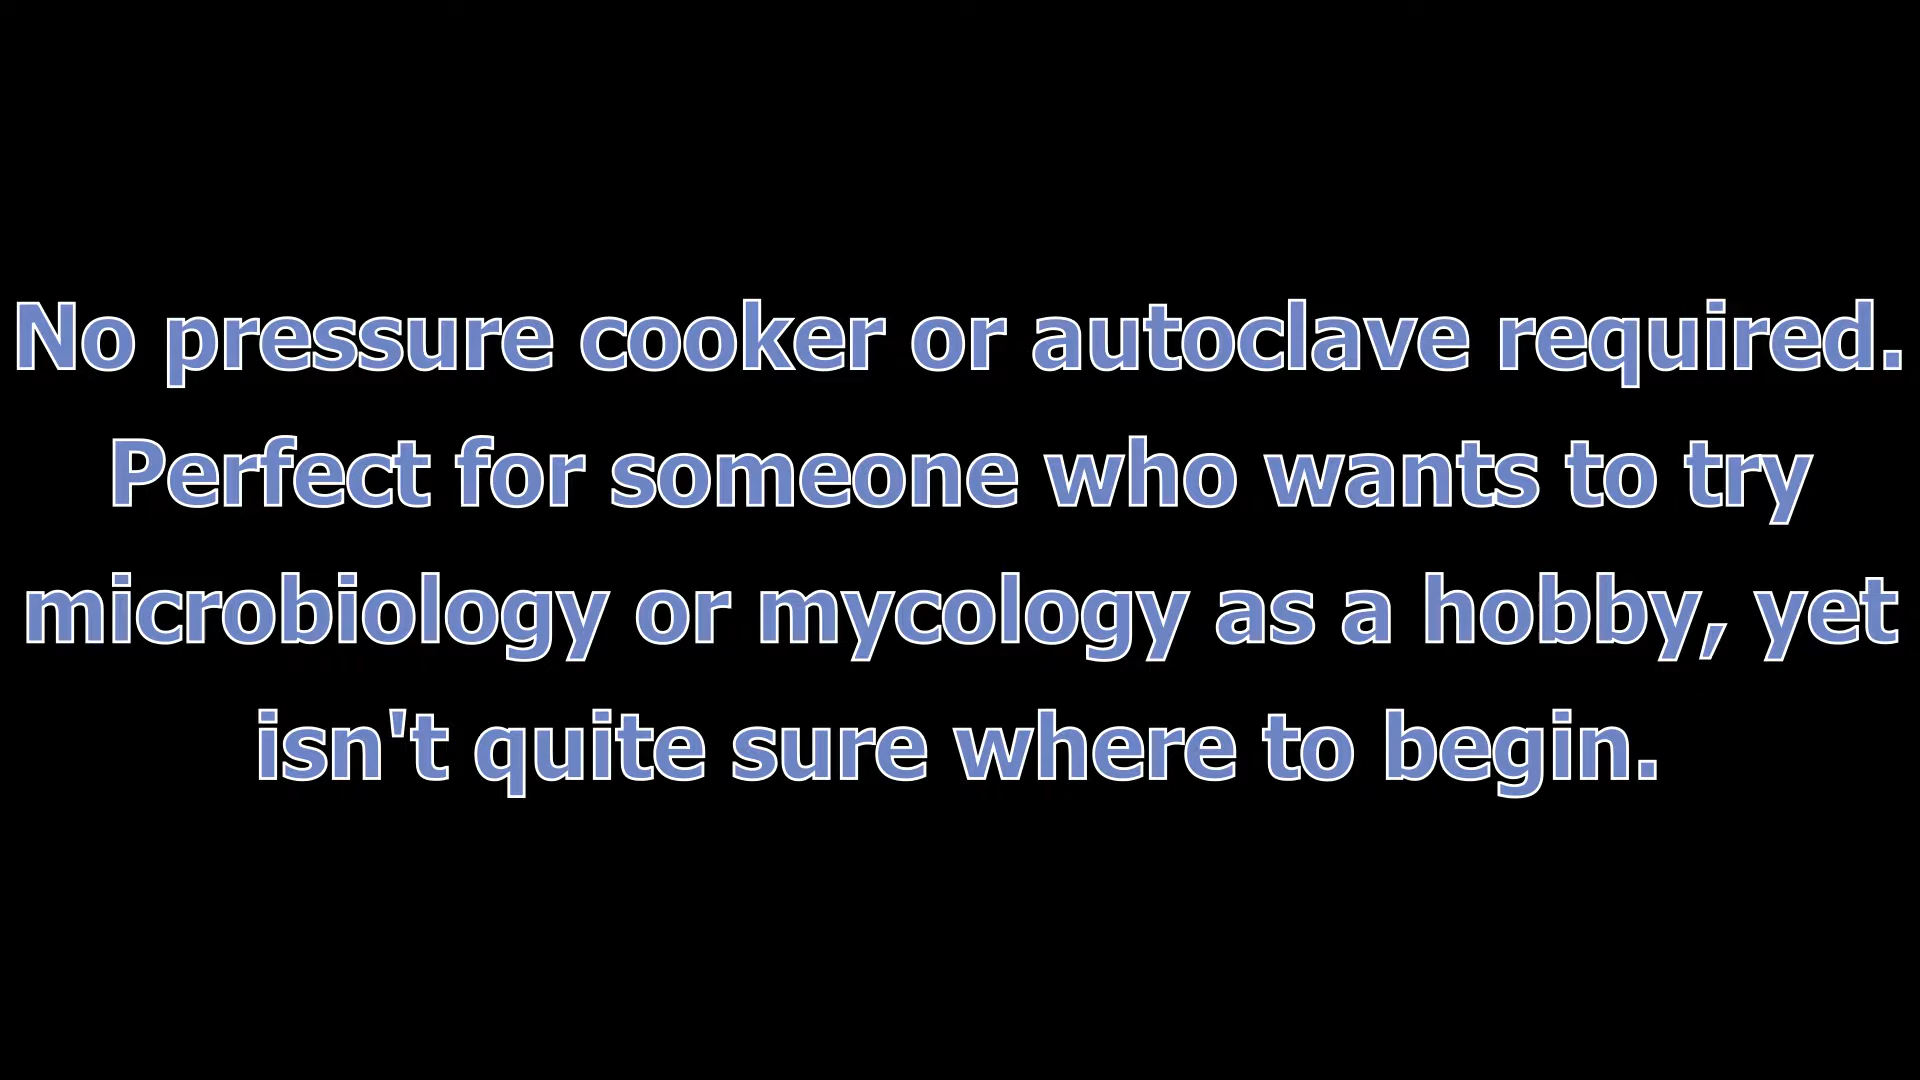 No pressure cooker or autoclave required.
Perfect for someone who wants to try
microbiology or mycology as a hobby, yet
isn't quite sure where to begin.